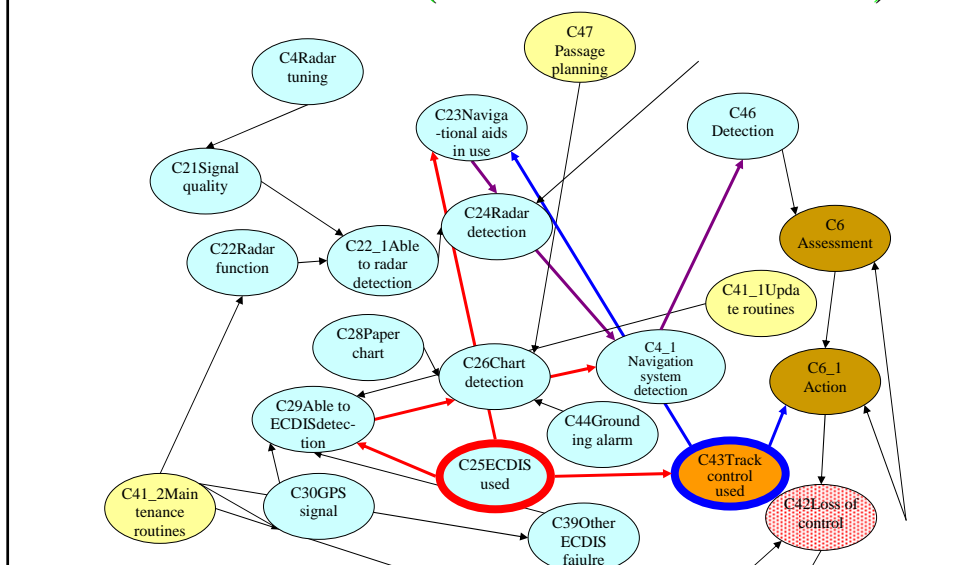 C47
Passage
planning
C4Radar
tuning
C23Naviga
-tional aids
in use
C46
Detection
C21Signal
quality
C24Radar
detection
C6
Assessment
C22Radar
function
C22_1Able
to radar
detection
C41_1Upda
te routines
C28Paper
chart
C26Chart
detection
C4_1
Navigation
system
detection
C6_1
Action
C29Able to
ECDISdetec-
tion
C44Ground
ing alarm
C25ECDIS
used
C43Track
control
used
C41_2Main
tenance
routines
C30GPS
signal
C42Loss of
control
C39Other
ECDIS
faiulre